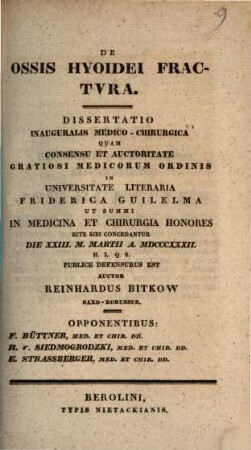 9
DE
OSSIS HYOIDEI FRAC-
TVRA.
DISSERTATIO
INAUGURALIS MEDICO-CHIRURGICA
QUAM
CONSENSU ET AUCTORITATE
GRATIOSI MEDICORUM ORDINIS
IN
UNIVERSITATE LITERARIA
FRIDERICA GUILELMA
UT SUMMI
IN MEDICINA ET CHIRURGIA HONORES
RITE SIBI CONCEDANTUR
DIE XXIII. M. MARTII A. MDCCCXXXII.
H. L. Q. S.
PUBLICE DEFENSURUS EST
AUCTOR
REINHARDUS BITKOW
SAXO-BORUSSUS.
OPPONENTIBUS:
F. BÜTTNER, MED. ET CHIR. DD.
R. v. SIEDMOGRODZKI, MED. ET CHIR. DD.
E. STRASSBERGER, MED. ET CHIR. DD.
BEROLINI,
TYPIS NIETACKIANIS.